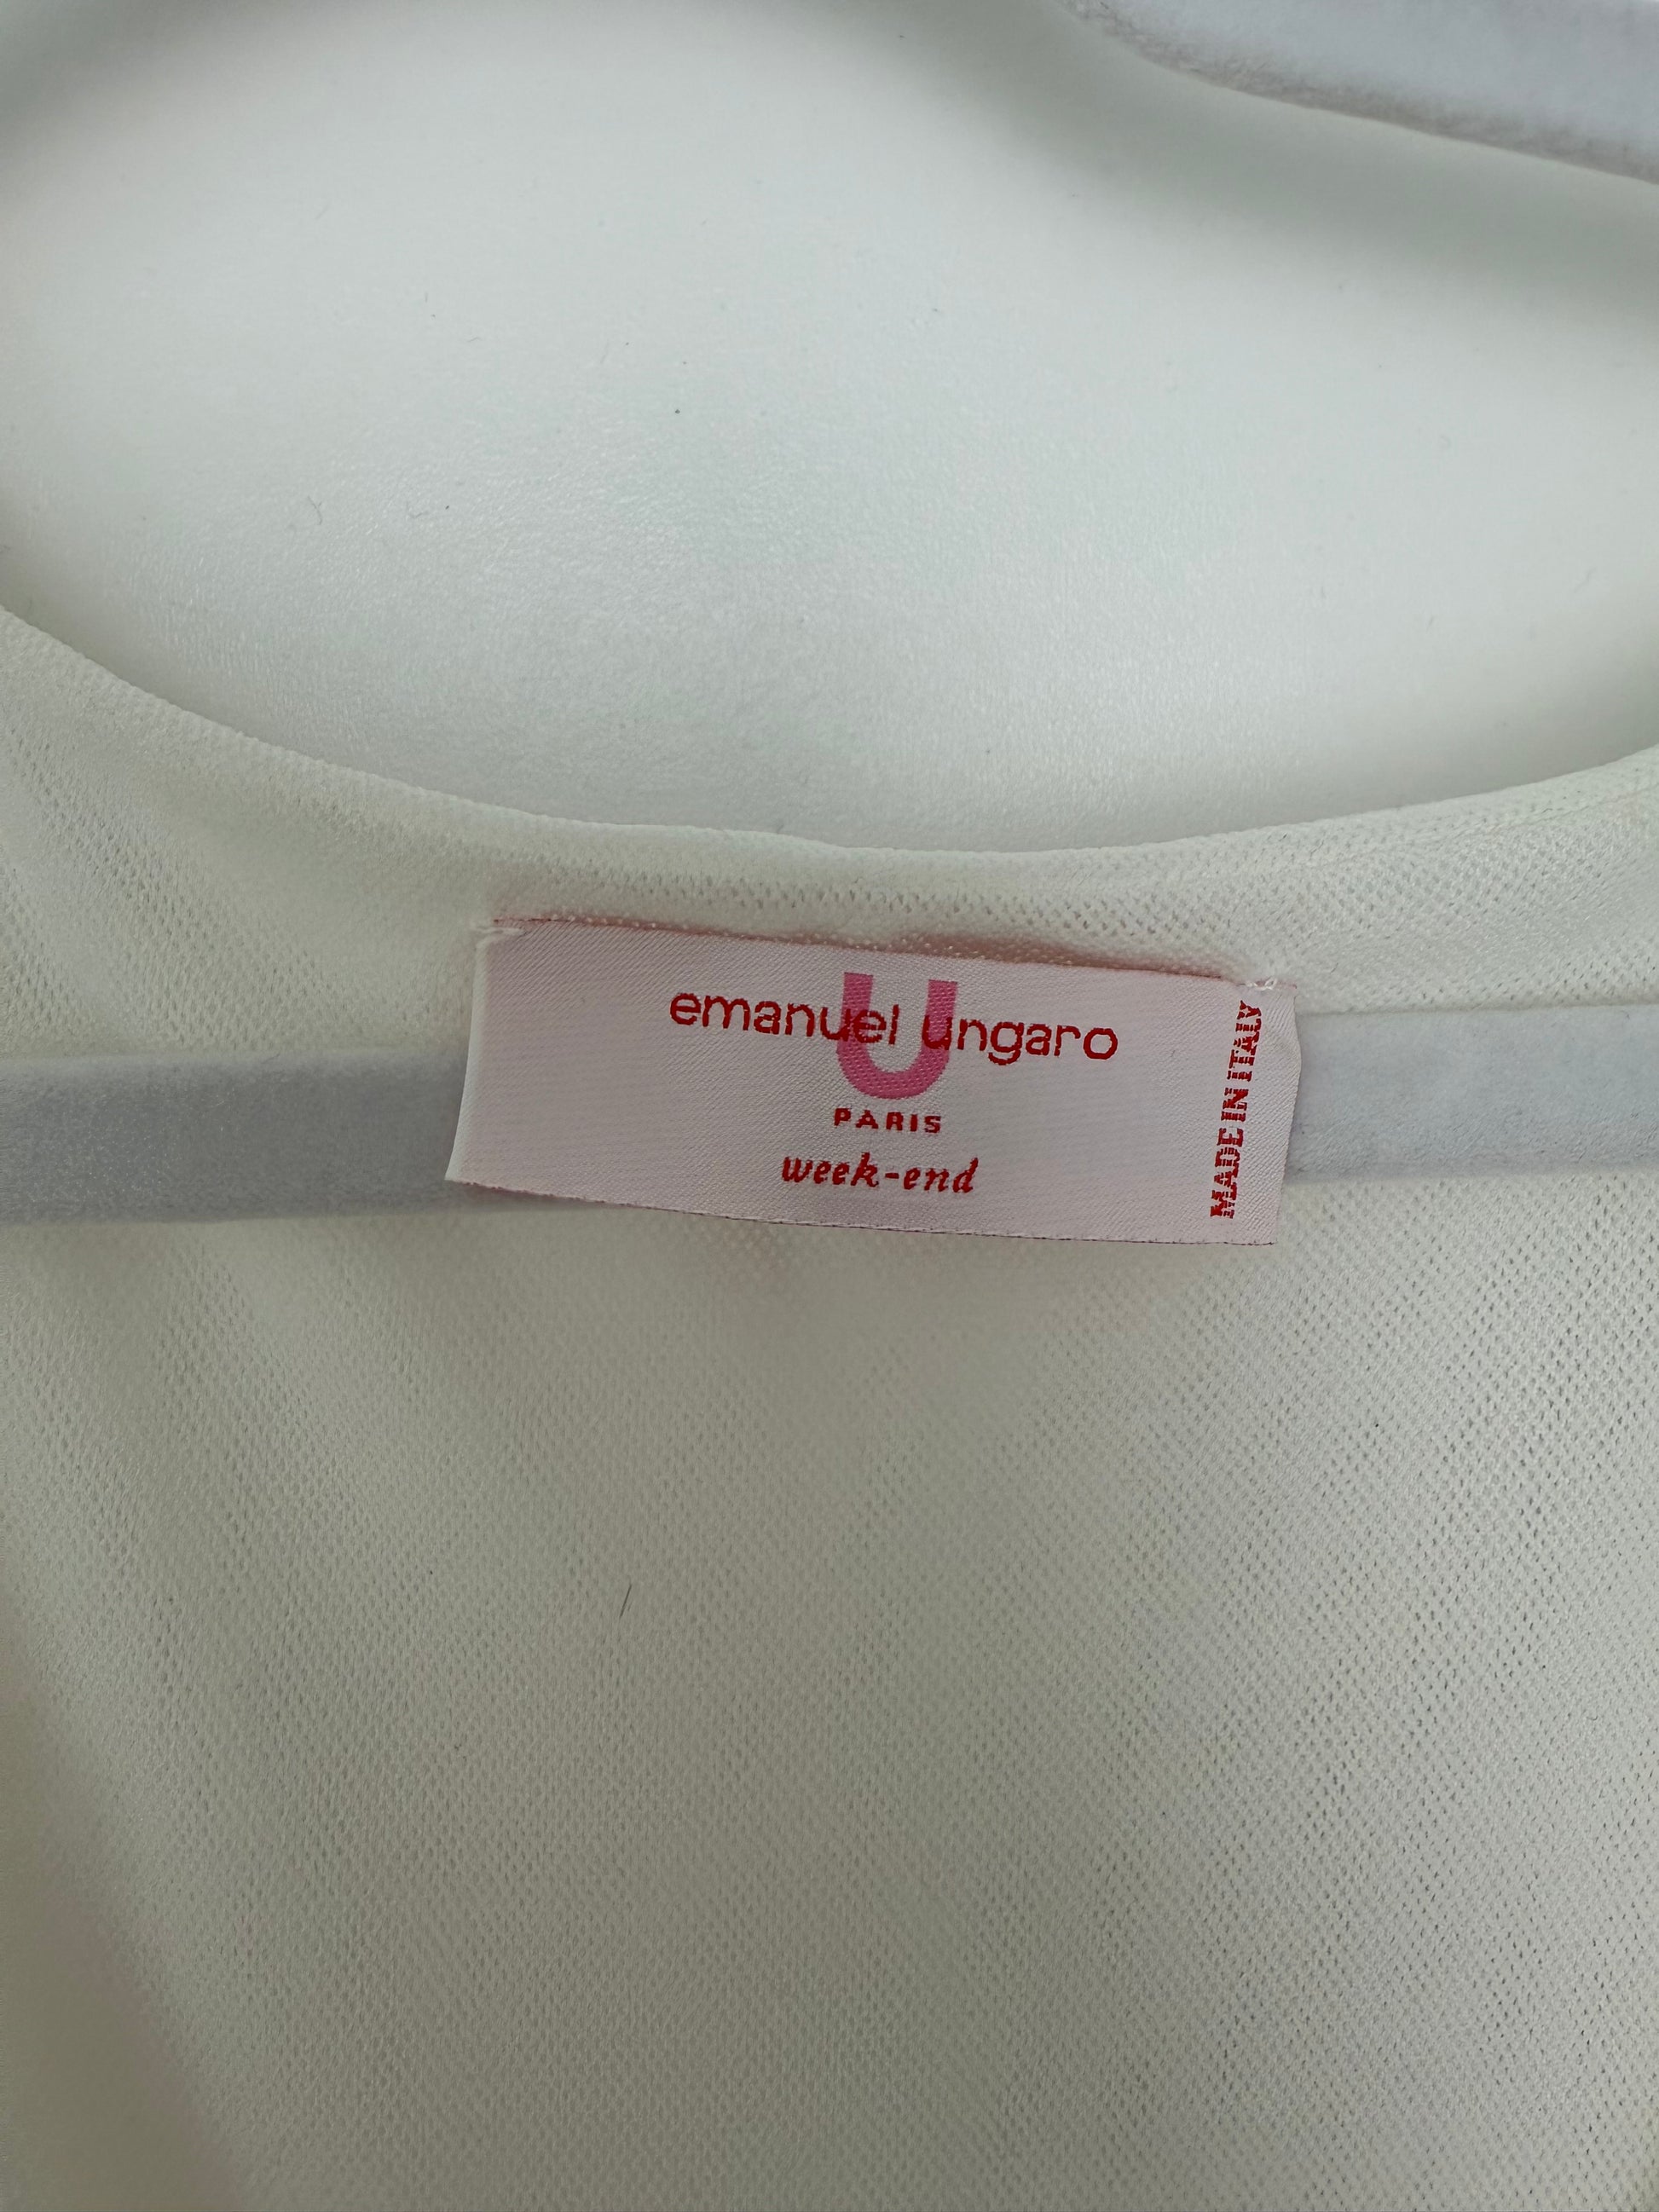 emanuel ungaro
U
PARIS
week-end
MADE IN ITALY